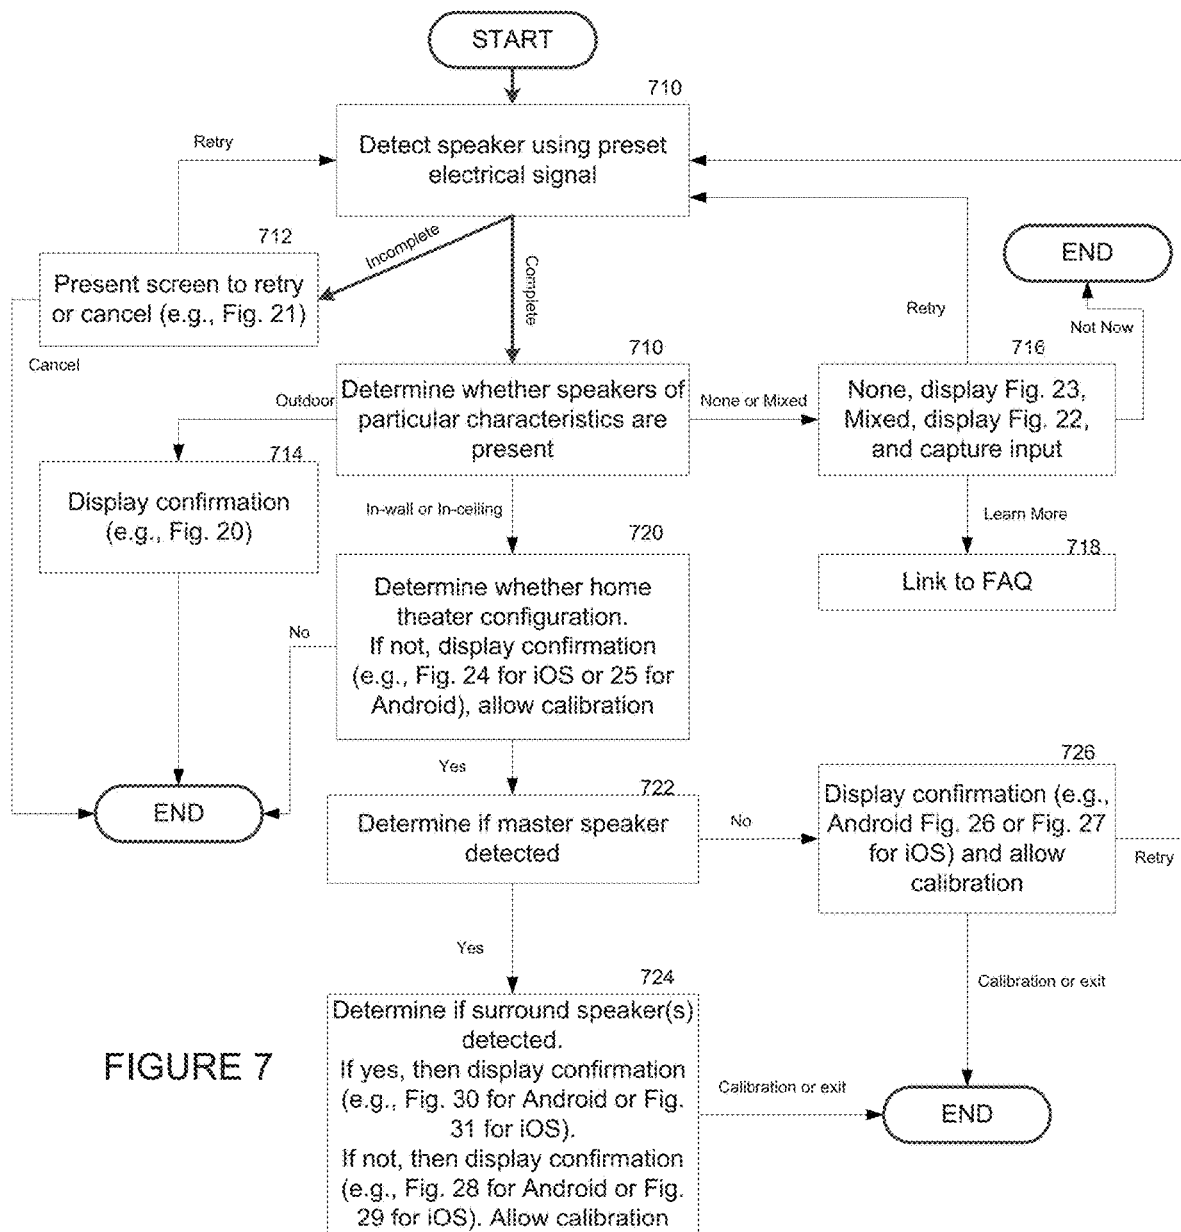 START
710
Detect speaker using preset
electrical signal
Retry
712
Present screen to retry
or cancel (e.g., Fig. 21)
Incomplete
Complete
Cancel
END
Retry
Not Now
710
Determine whether speakers of
particular characteristics are
present
Outdoor
None or Mixed
716
None, display Fig. 23,
Mixed, display Fig. 22,
and capture input
714
Display confirmation
(e.g., Fig. 20)
In-wall or In-ceiling
Learn More
718
Link to FAQ
720
Determine whether home
theater configuration.
If not, display confirmation
(e.g., Fig. 24 for iOS or 25 for
Android), allow calibration
No
Yes
END
722
Determine if master speaker
detected
No
726
Display confirmation (e.g.,
Android Fig. 26 or Fig. 27
for iOS) and allow
calibration
Retry
Yes
Calibration or exit
724
Determine if surround speaker(s)
detected.
If yes, then display confirmation
(e.g., Fig. 30 for Android or Fig.
31 for iOS).
If not, then display confirmation
(e.g., Fig. 28 for Android or Fig.
29 for iOS). Allow calibration
Calibration or exit
END
FIGURE 7